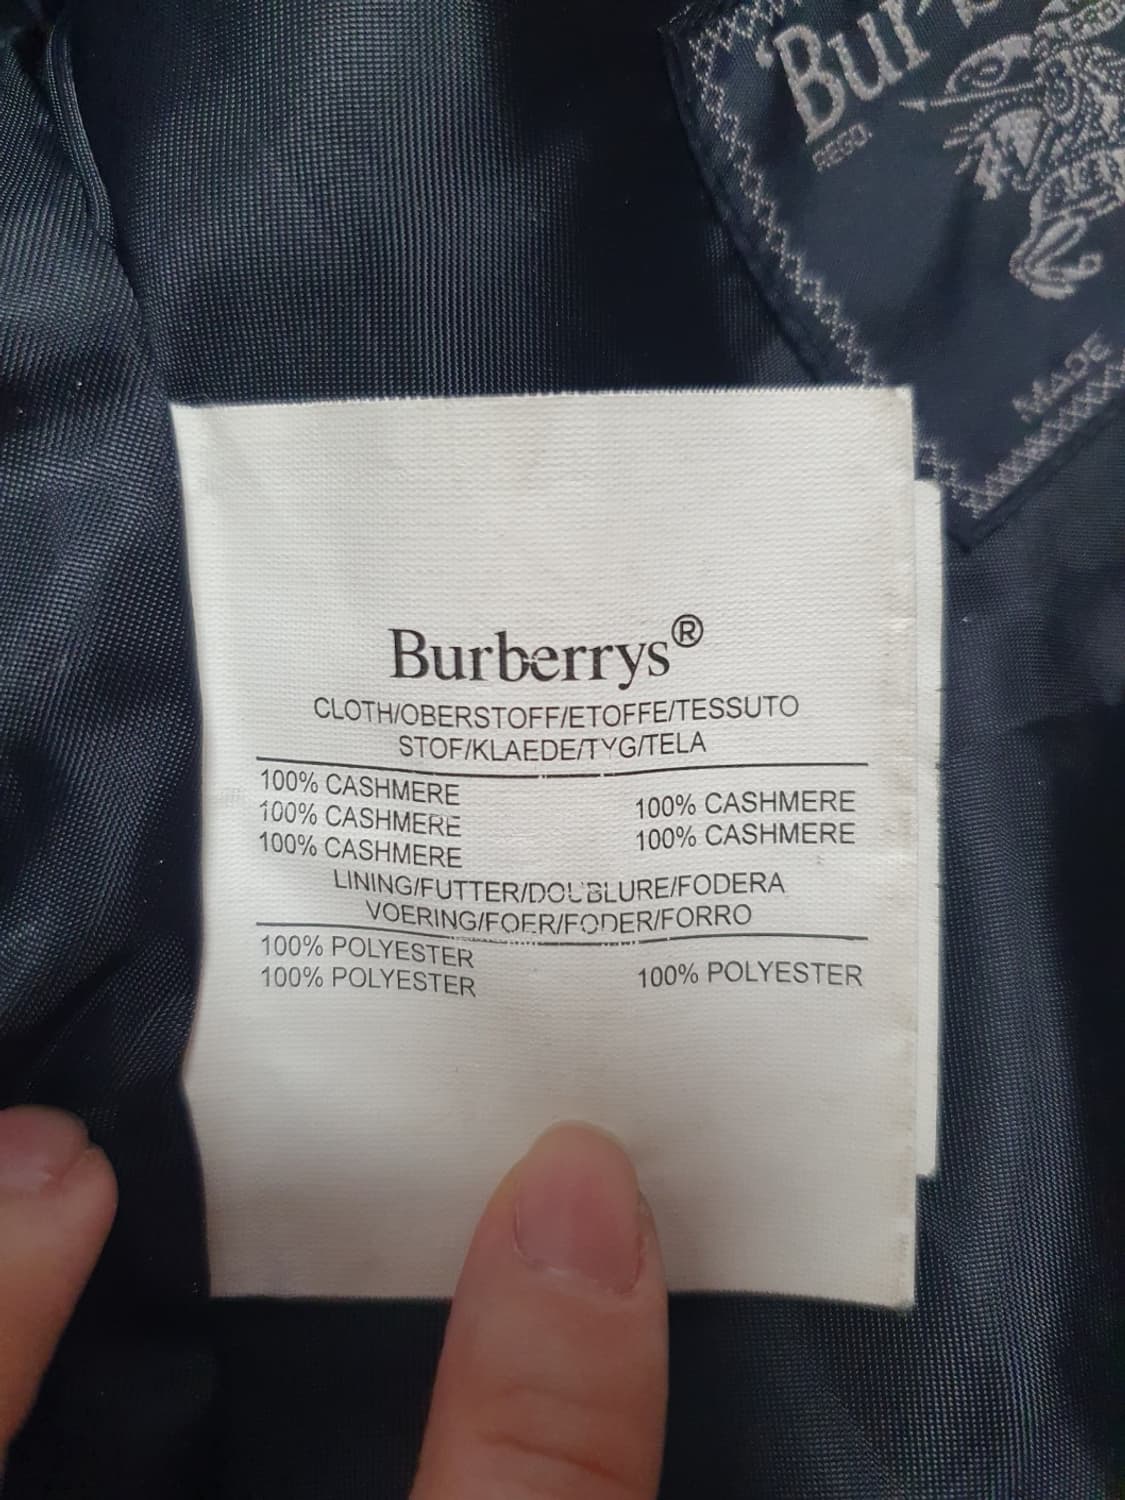 REGD
MADE
Burberrys®
CLOTH/OBERSTOFF/ETOFFE/TESSUTO
STOF/KLAEDE/TYG/TELA
100% CASHMERE
100% CASHMERE 100% CASHMERE
100% CASHMERE 100% CASHMERE
LINING/FUTTER/DOUBLURE/FODERA
VOERING/FOER/FODER/FORRO
100% POLYESTER
100% POLYESTER 100% POLYESTER